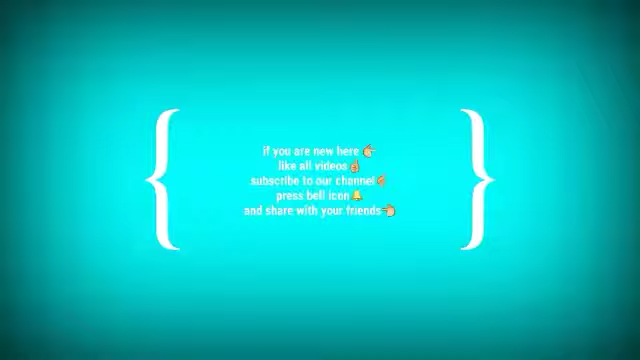 if you are new here 👉
like all videos 👍
subscribe to our channel
press bell icon 🔔
and share with your friends 👈